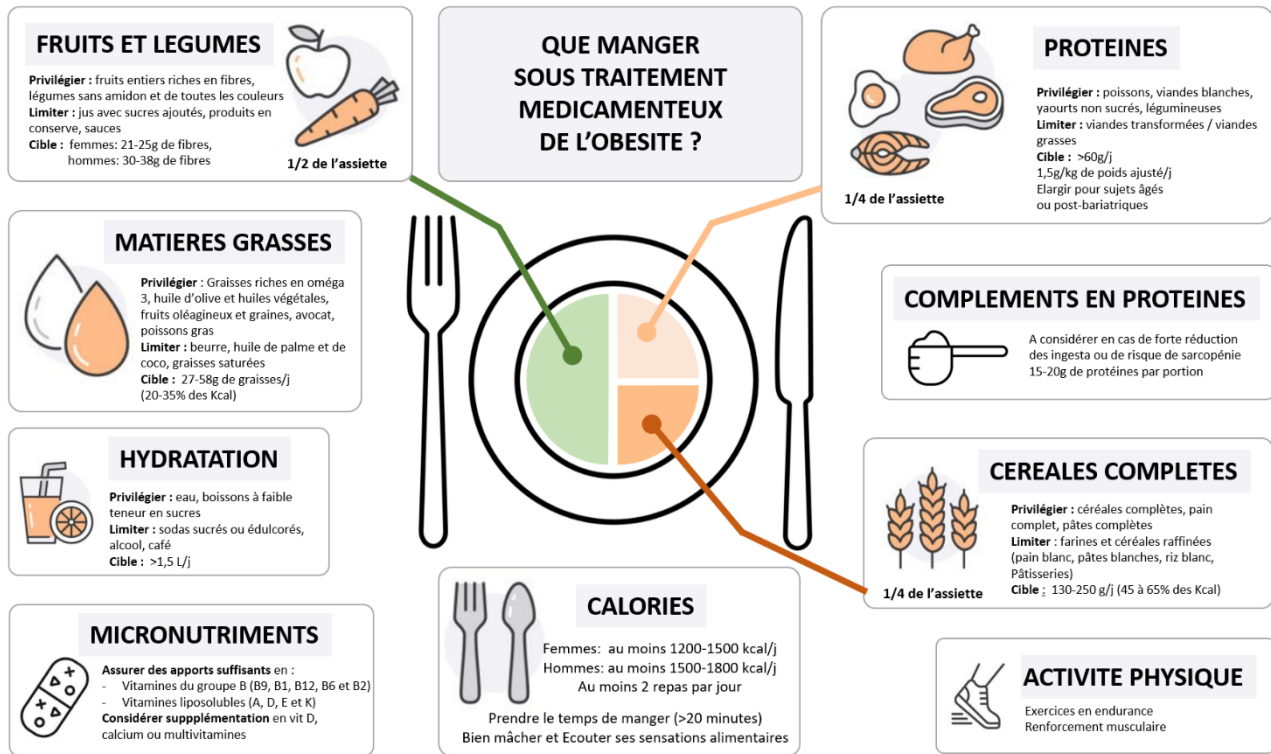 FRUITS ET LEGUMES
Privilégier : fruits entiers riches en fibres,
légumes sans amidon et de toutes les couleurs
Limiter : jus avec sucres ajoutés, produits en
conserve, sauces
Cible : femmes: 21-25g de fibres,
hommes: 30-38g de fibres
1/2 de l'assiette
QUE MANGER
SOUS TRAITEMENT
MEDICAMENTEUX
DE L'OBESITE ?
PROTEINES
Privilégier : poissons, viandes blanches,
yaourts non sucrés, légumineuses
Limiter : viandes transformées / viandes
grasses
Cible : >60g/j
1,5g/kg de poids ajusté/j
Elargir pour sujets âgés
ou post-bariatriques
1/4 de l'assiette
MATIERES GRASSES
Privilégier : Graisses riches en oméga
3, huile d'olive et huiles végétales,
fruits oléagineux et graines, avocat,
poissons gras
Limiter : beurre, huile de palme et de
coco, graisses saturées
Cible : 27-58g de graisses/j
(20-35% des Kcal)
COMPLEMENTS EN PROTEINES
A considérer en cas de forte réduction
des ingesta ou de risque de sarcopénie
15-20g de protéines par portion
HYDRATATION
Privilégier : eau, boissons à faible
teneur en sucres
Limiter : sodas sucrés ou édulcorés,
alcool, café
Cible : >1,5 L/j
CEREALES COMPLETES
Privilégier : céréales complètes, pain
complet, pâtes complètes
Limiter : farines et céréales raffinées
(pain blanc, pâtes blanches, riz blanc,
Pâtisseries)
Cible : 130-250 g/j (45 à 65% des Kcal)
1/4 de l'assiette
MICRONUTRIMENTS
Assurer des apports suffisants en :
- Vitamines du groupe B (B9, B1, B12, B6 et B2)
- Vitamines liposolubles (A, D, E et K)
Considérer suppplémentation en vit D,
calcium ou multivitamines
CALORIES
Femmes: au moins 1200-1500 kcal/j
Hommes: au moins 1500-1800 kcal/j
Au moins 2 repas par jour
Prendre le temps de manger (>20 minutes)
Bien mâcher et Ecouter ses sensations alimentaires
ACTIVITE PHYSIQUE
Exercices en endurance
Renforcement musculaire